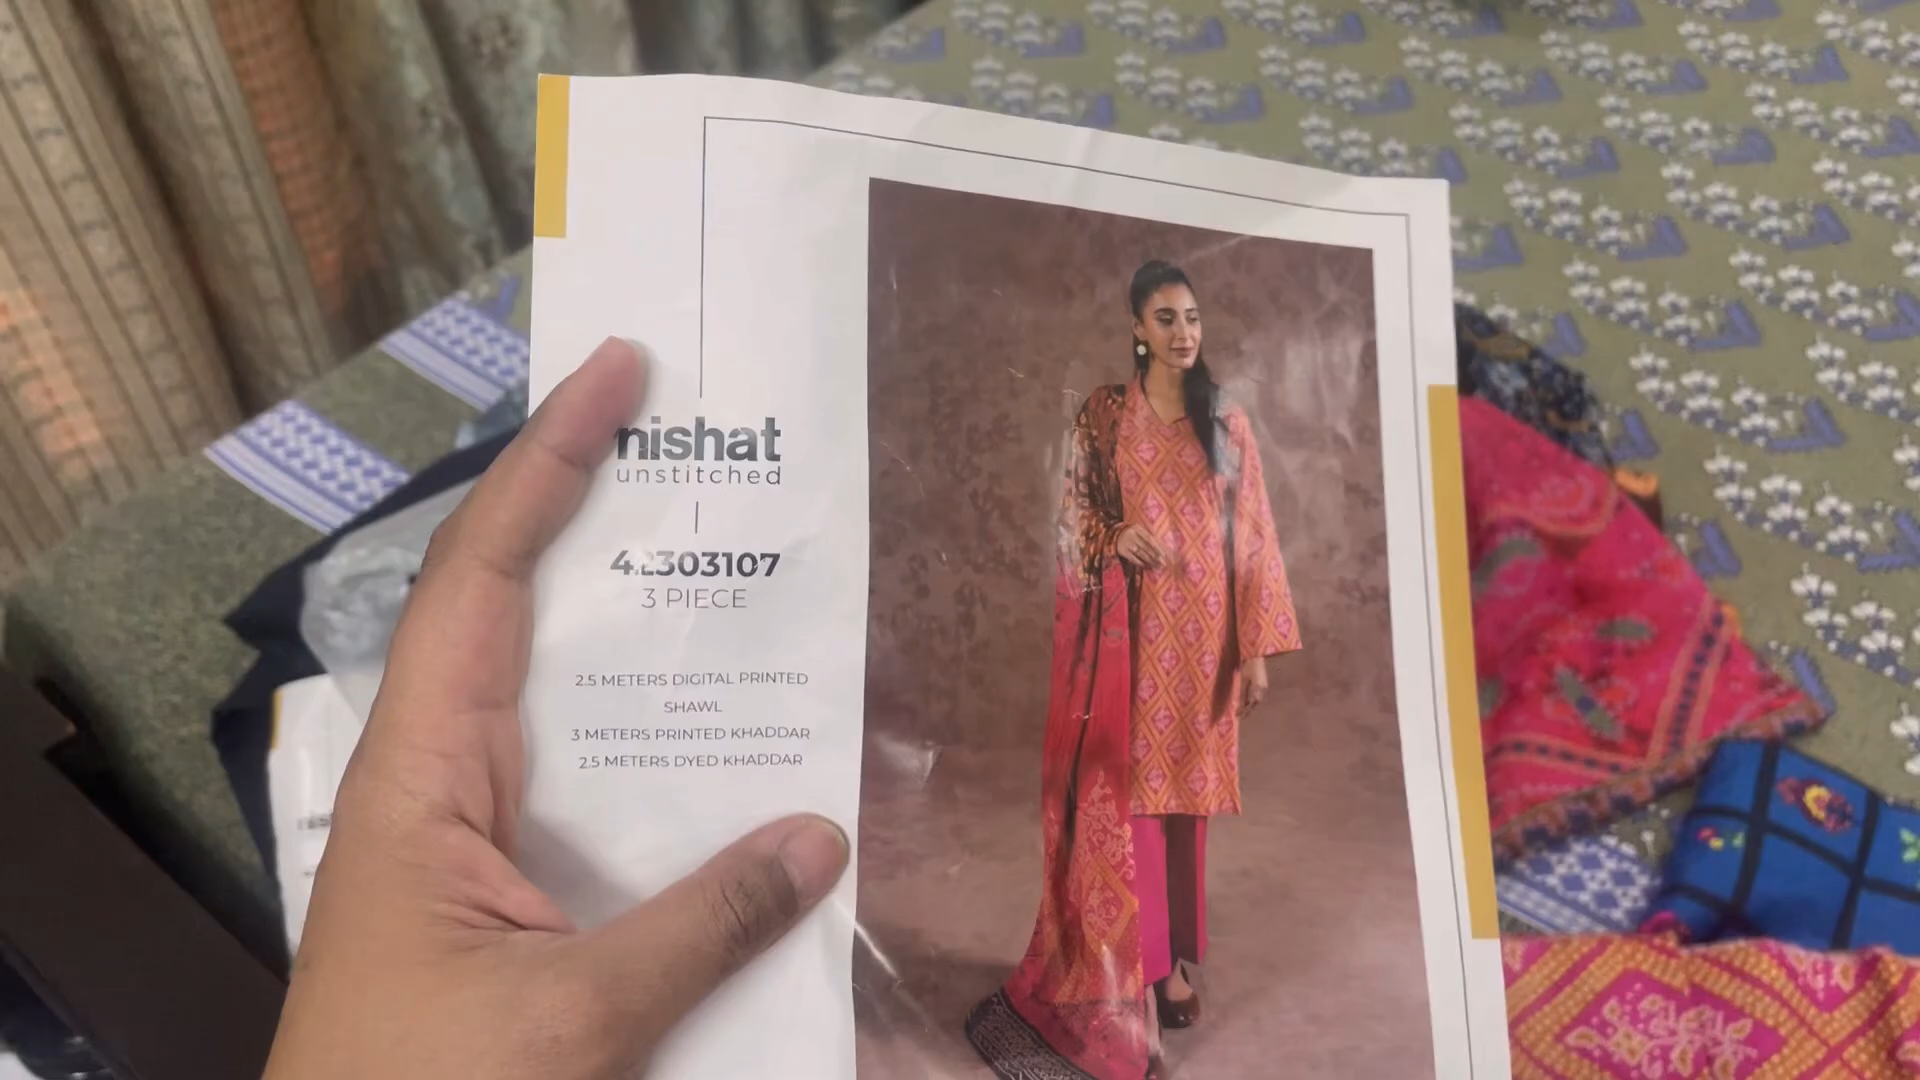 nishat
unstitched
42303107
3 PIECE
2.5 METERS DIGITAL PRINTED
SHAWL
3 METERS PRINTED KHADDAR
2.5 METERS DYED KHADDAR